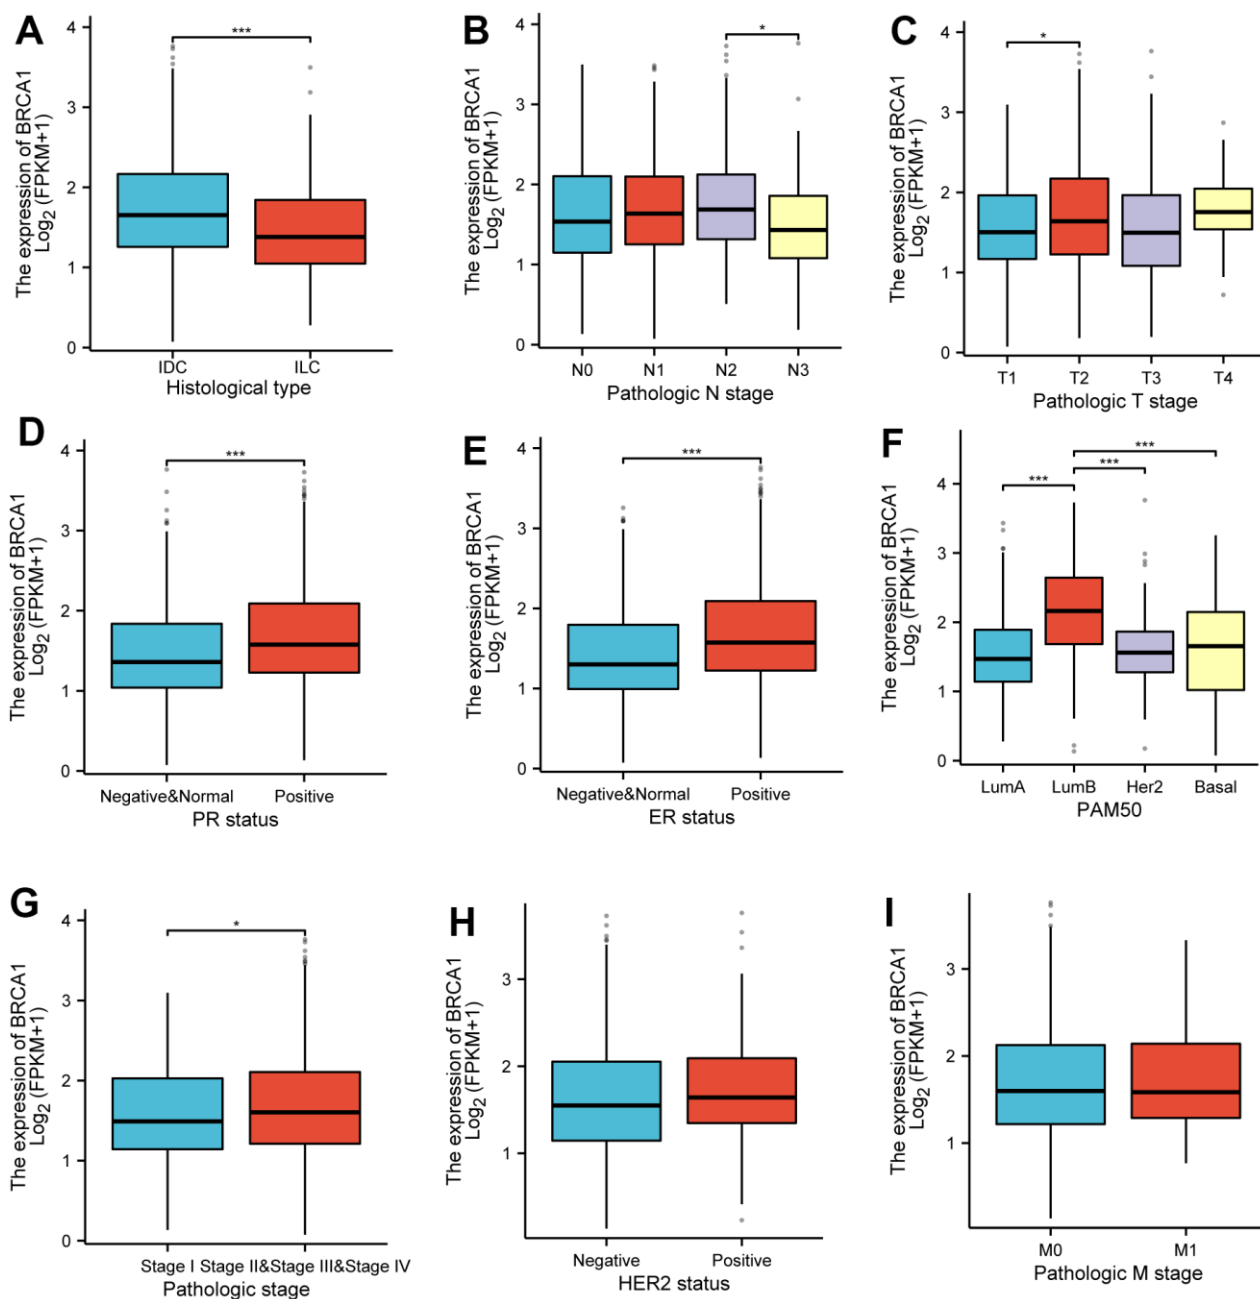 A
The expression of BRCA1
Log2 (FPKM+1)
4
3
2
1
0
***
IDC
ILC
Histological type
B
The expression of BRCA1
Log2 (FPKM+1)
4
3
2
1
0
*
N0
N1
N2
N3
Pathologic N stage
C
The expression of BRCA1
Log2 (FPKM+1)
4
3
2
1
0
*
T1
T2
T3
T4
Pathologic T stage
D
The expression of BRCA1
Log2 (FPKM+1)
4
3
2
1
0
***
Negative&Normal
Positive
PR status
E
The expression of BRCA1
Log2 (FPKM+1)
4
3
2
1
0
***
Negative&Normal
Positive
ER status
F
The expression of BRCA1
Log2 (FPKM+1)
4
3
2
1
0
***
***
***
LumA
LumB
Her2
Basal
PAM50
G
The expression of BRCA1
Log2 (FPKM+1)
4
3
2
1
0
*
Stage I Stage II&Stage III&Stage IV
Pathologic stage
H
The expression of BRCA1
Log2 (FPKM+1)
3
2
1
Negative
Positive
HER2 status
I
The expression of BRCA1
Log2 (FPKM+1)
3
2
1
M0
M1
Pathologic M stage